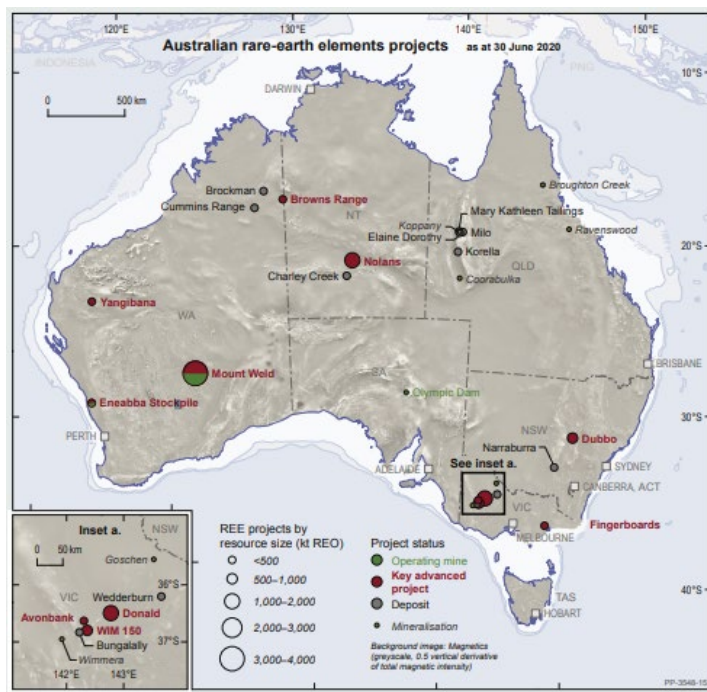 120°E
130°E
140°E
150°E
Australian rare-earth elements projects as at 30 June 2020
INDONESIA
PNG
10°S
0 500 km
DARWIN
Brockman
Browns Range
Cummins Range
NT
Broughton Creek
Mary Kathleen Tailings
Koppany
Milo
Elaine Dorothy
Ravenswood
20°S
Korella
Nolans
QLD
Charley Creek
Coorabulka
Yangibana
WA
Mount Weld
BRISBANE
SA
Olympic Dam
Eneabba Stockpile
30°S
NSW
Dubbo
PERTH
Narraburra
ADELAIDE
See inset a.
SYDNEY
CANBERRA, ACT
VIC
Fingerboards
MELBOURNE
TAS
HOBART
40°S
Inset a.
NSW
0 50 km
Goschen
36°S
VIC
Wedderburn
Avonbank
Donald
WIM 150
Bungalally
37°S
Wimmera
142°E
143°E
REE projects by
resource size (kt REO)
<500
500–1,000
1,000–2,000
2,000–3,000
3,000–4,000
Project status
Operating mine
Key advanced
project
Deposit
Mineralisation
Background image: Magnetics
(greyscale, 0.5 vertical derivative
of total magnetic intensity)